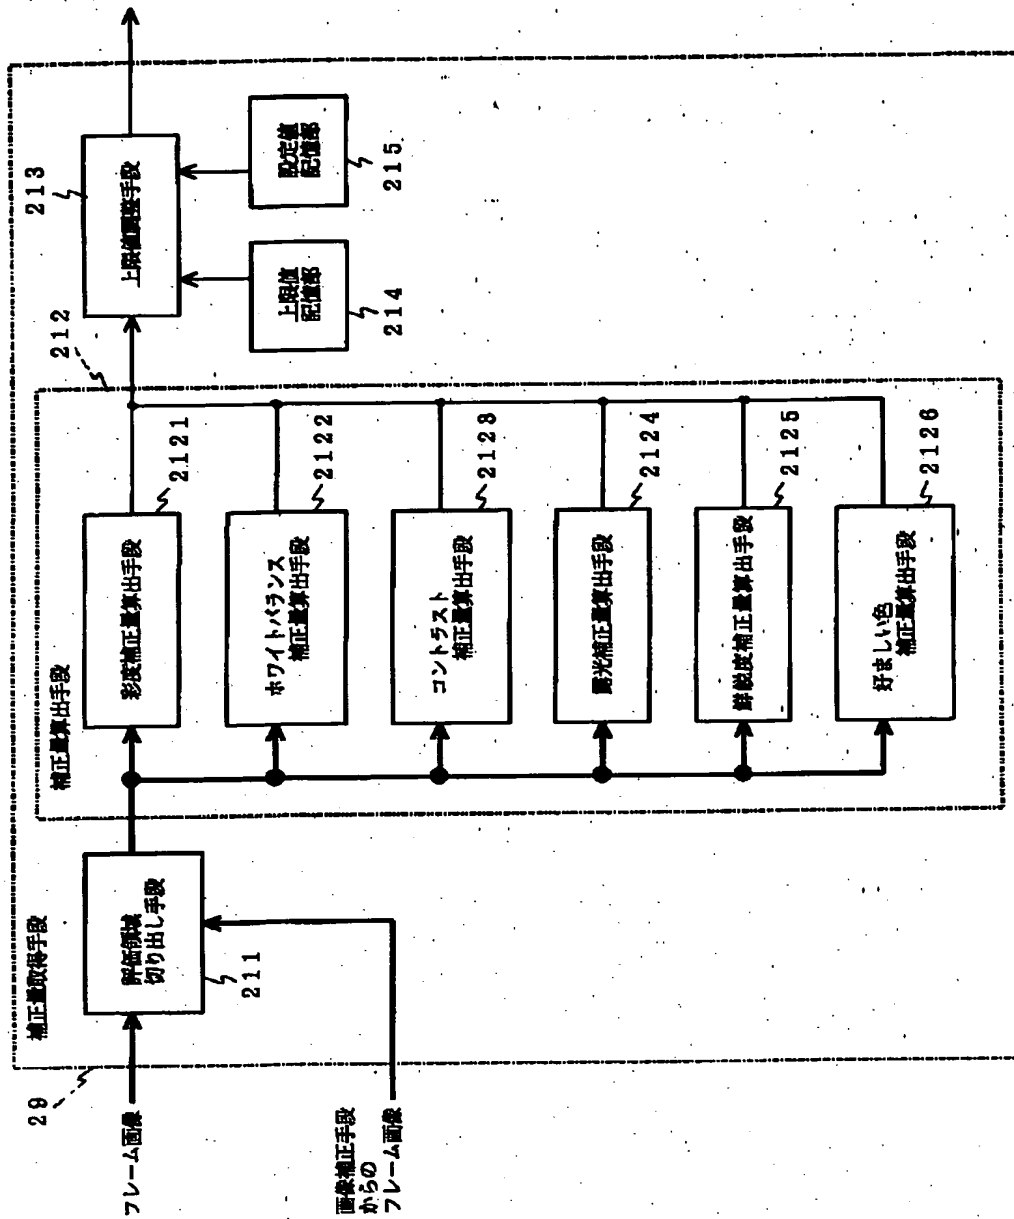 フレーム画像
画像補正手段
からの
フレーム画像
29
補正量取得手段
評価領域
切り出し手段
211
補正量算出手段
212
彩度補正量算出手段
2121
ホワイトバランス
補正量算出手段
2122
コントラスト
補正量算出手段
2123
露光補正量算出手段
2124
鮮鋭度補正量算出手段
2125
好ましい色
補正量算出手段
2126
上限値調整手段
213
上限値
記憶部
214
設定値
記憶部
215